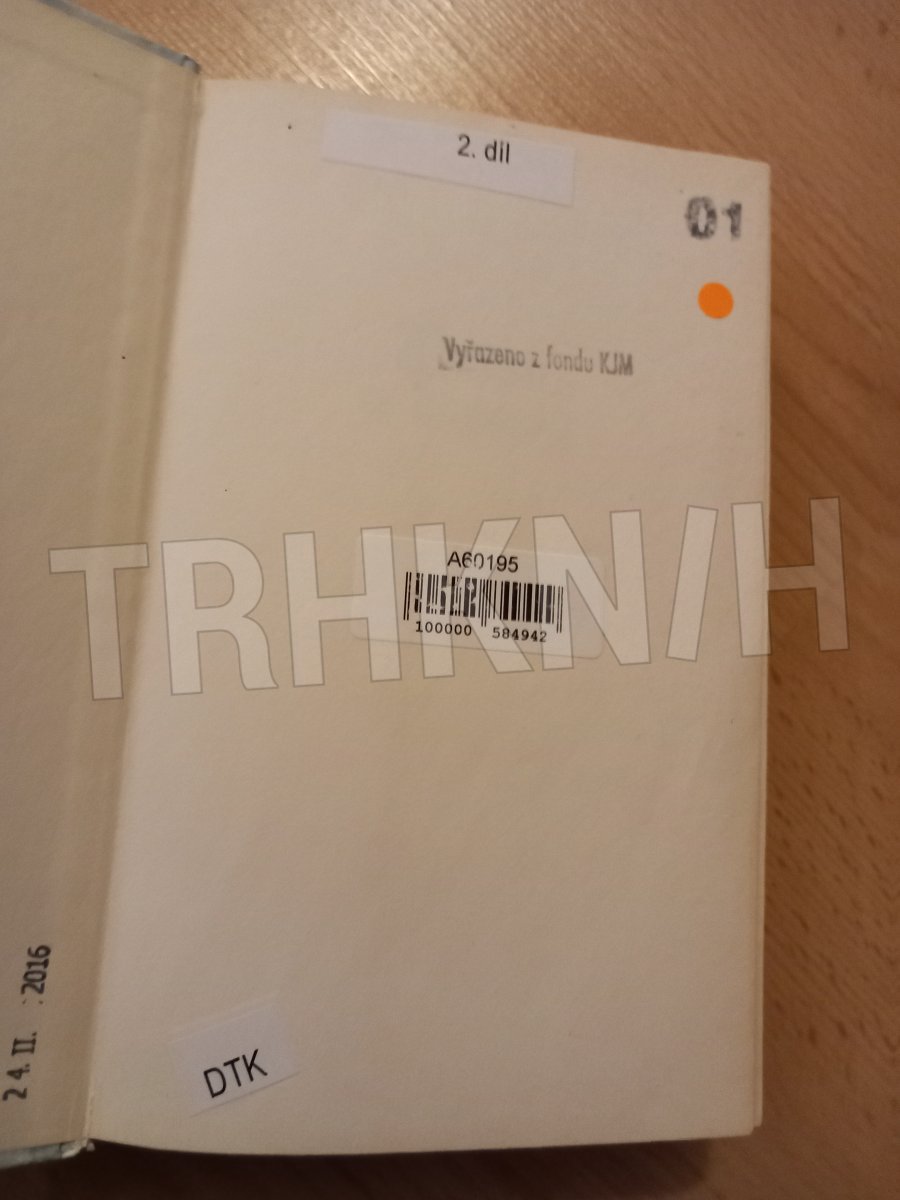 2. díl
01
Vyřazeno z fondu KJM
TRHKNIH
A60195
100000 584942
24. II. 2016
DTK